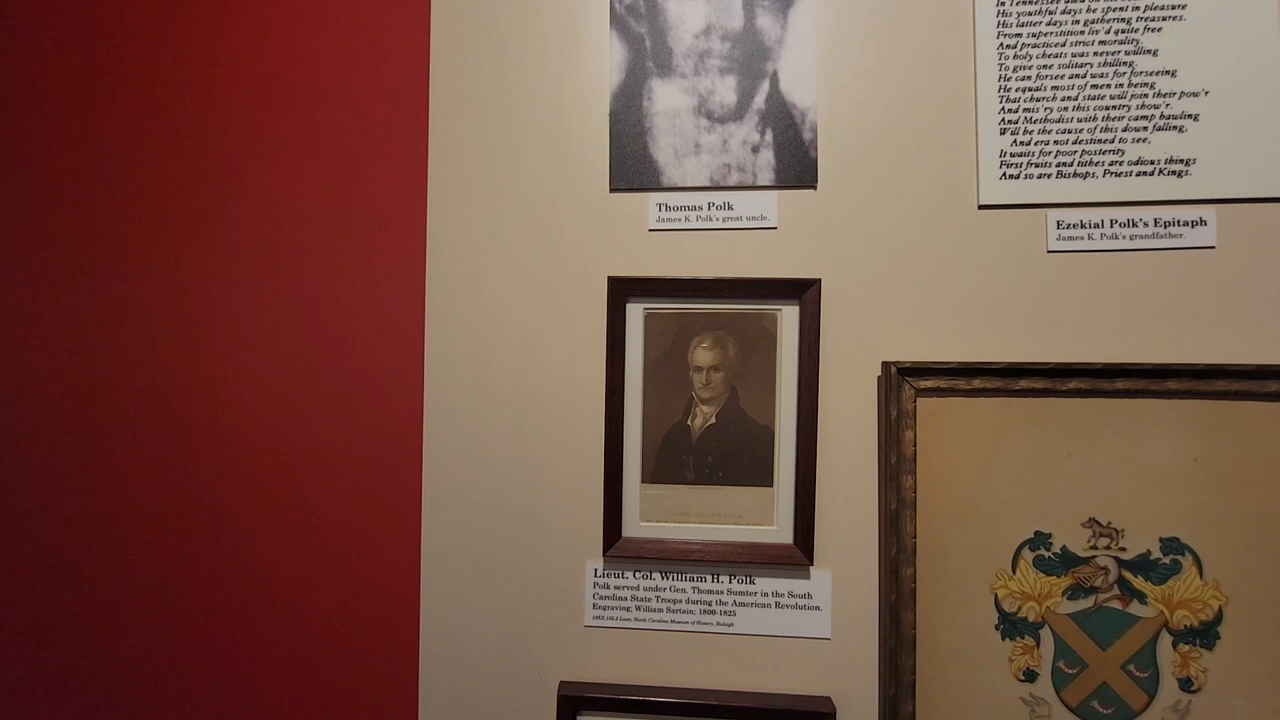 In Tennessee died on his
His youthful days he spent in pleasure
His latter days in gathering treasures.
From superstition liv'd quite free
And practiced strict morality.
To holy cheats was never willing
To give one solitary shilling.
He can forsee and was for forseeing
He equals most of men in being
That church and state will join their pow'r
And mis'ry on this country show'r.
And Methodist with their camp bawling
Will be the cause of this down falling,
And era not destined to see,
It waits for poor posterity
First fruits and tithes are odious things
And so are Bishops, Priest and Kings.
Thomas Polk
James K. Polk's great uncle.
Ezekial Polk's Epitaph
James K. Polk's grandfather.
Lieut. Col. William H. Polk
Polk served under Gen. Thomas Sumter in the South
Carolina State Troops during the American Revolution.
Engraving; William Sartain; 1800-1825
Loan, North Carolina Museum of History, Raleigh